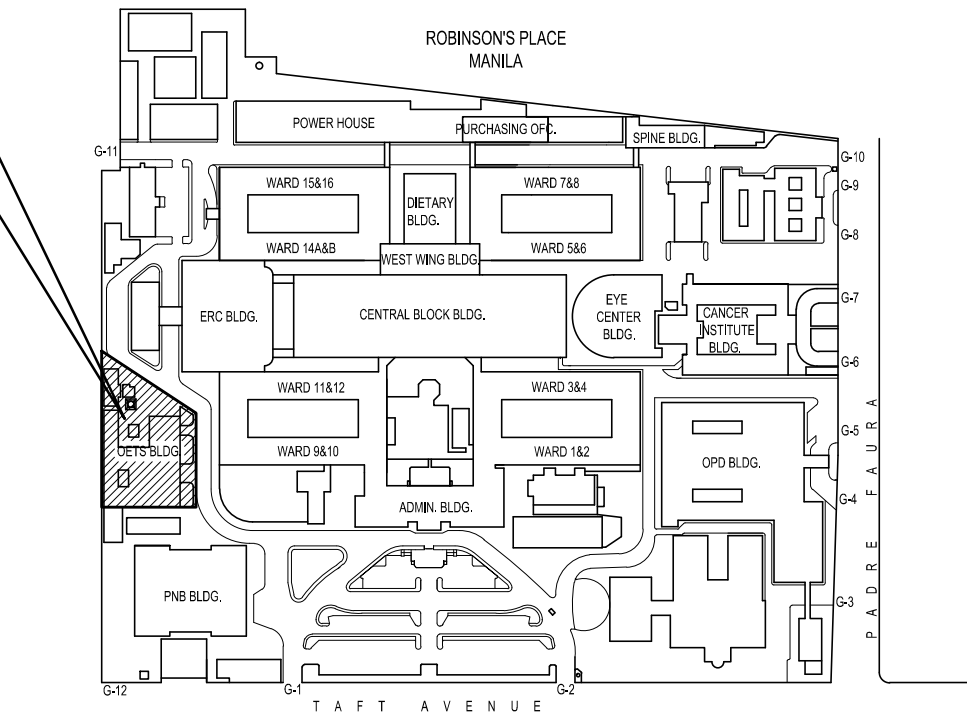 ROBINSON'S PLACE
MANILA
POWER HOUSE
PURCHASING OFC.
SPINE BLDG.
G-11
G-10
G-9
G-8
WARD 15&16
WARD 7&8
DIETARY
BLDG.
WARD 14A&B
WARD 5&6
WEST WING BLDG.
G-7
ERC BLDG.
CENTRAL BLOCK BLDG.
EYE
CENTER
BLDG.
CANCER
INSTITUTE
BLDG.
G-6
WARD 11&12
WARD 3&4
G-5
OETS BLDG.
WARD 9&10
WARD 1&2
OPD BLDG.
G-4
ADMIN. BLDG.
PADRE FAURA
PNB BLDG.
G-3
G-12
G-1
G-2
TAFT AVENUE